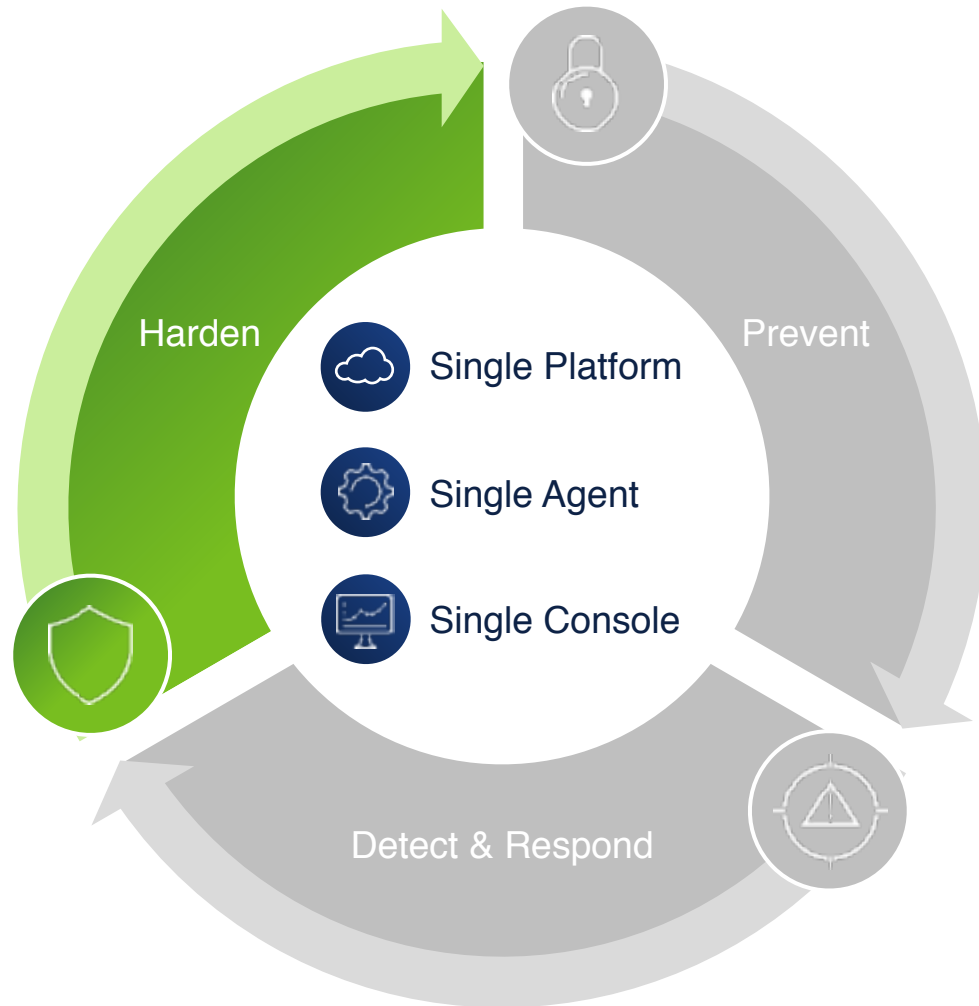 Harden
Prevent
Single Platform
Single Agent
Single Console
Detect & Respond